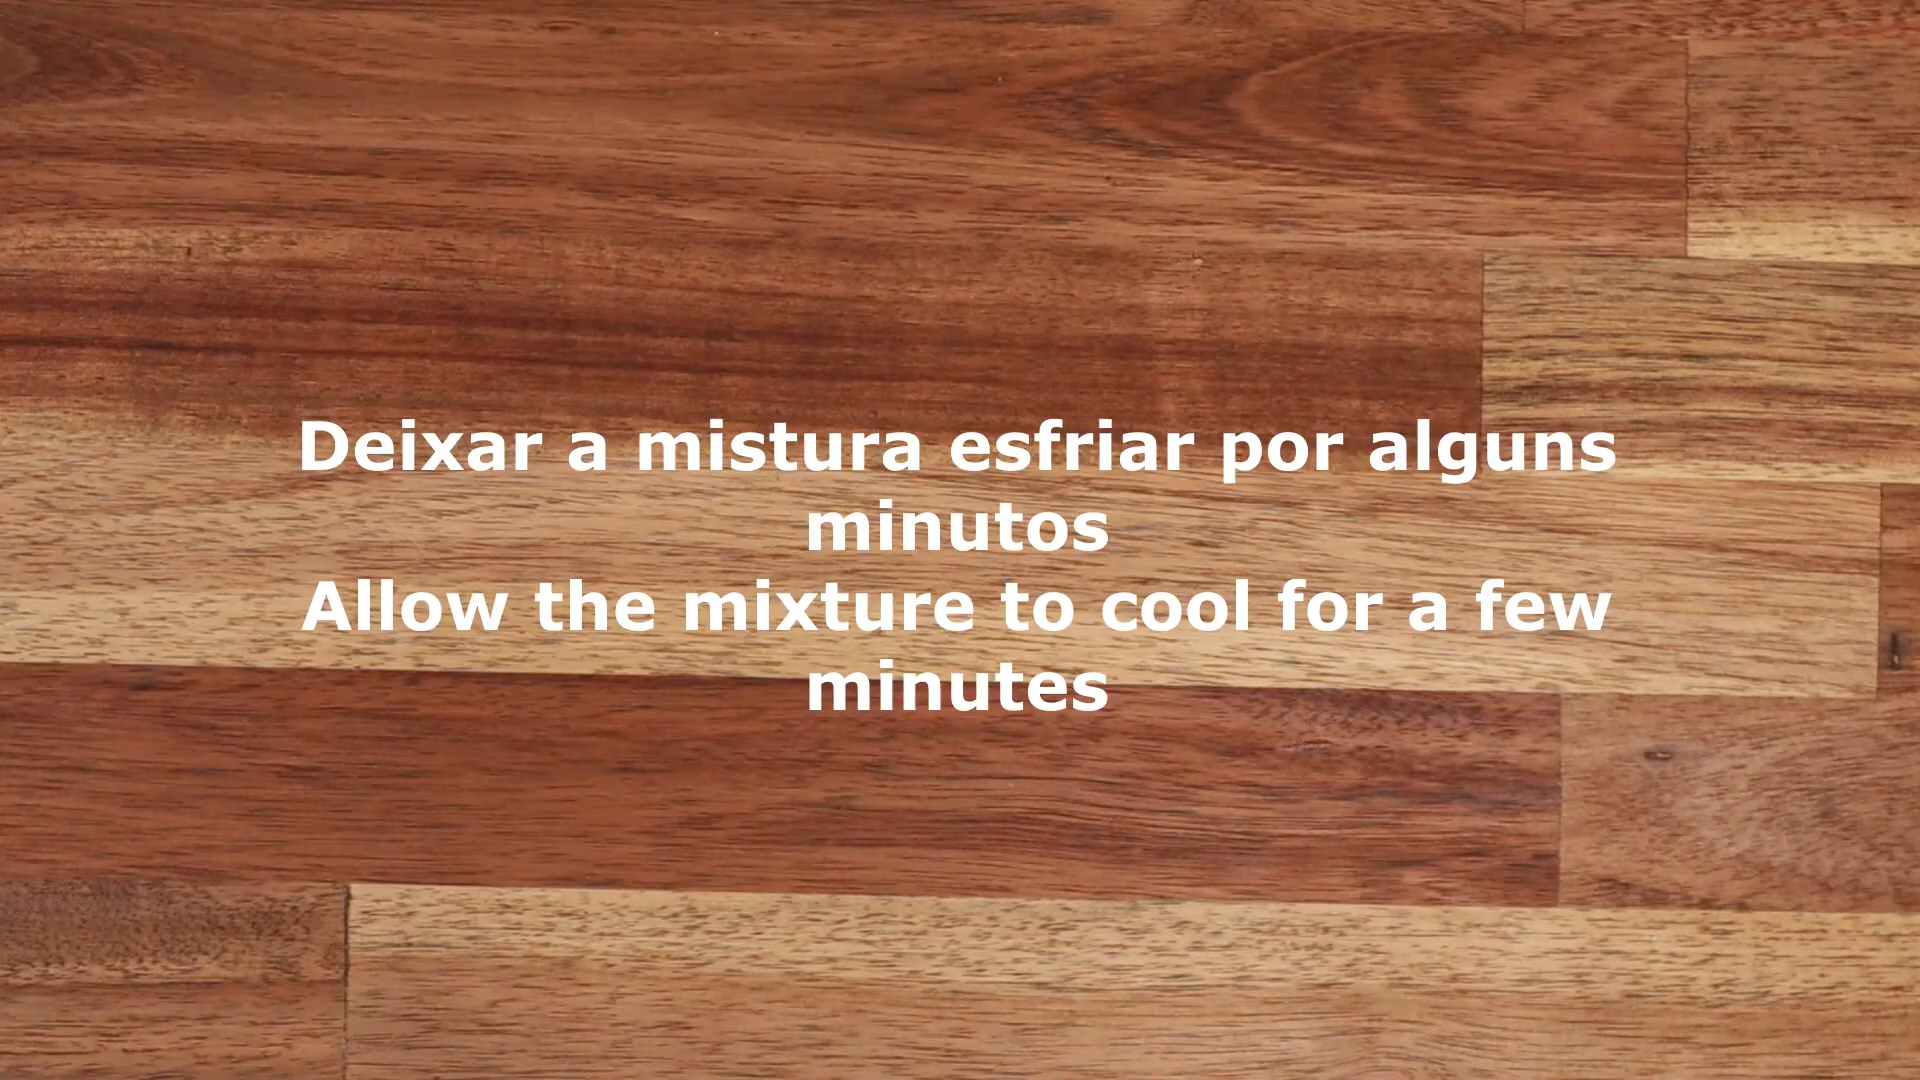 Deixar a mistura esfriar por alguns
minutos
Allow the mixture to cool for a few
minutes